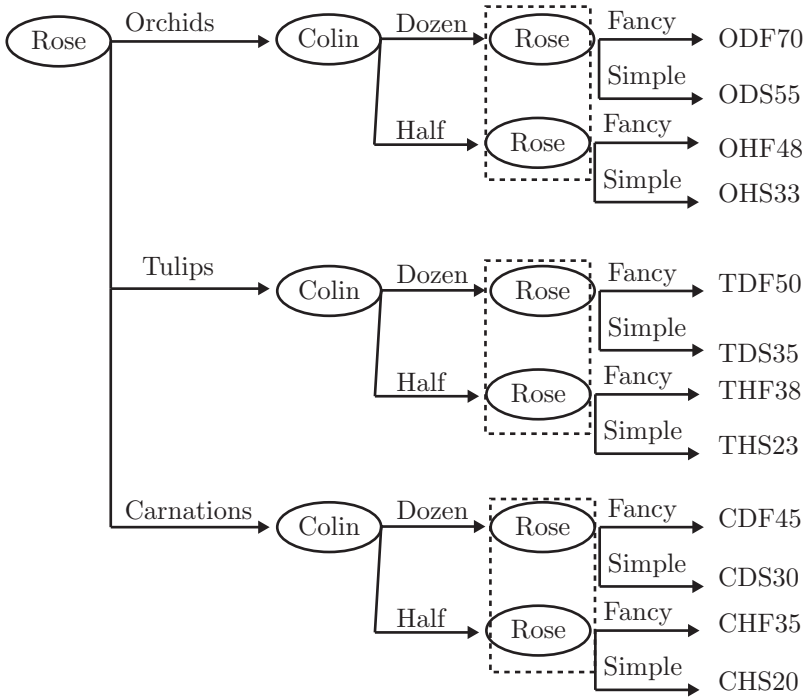 Rose Orchids Colin Dozen Rose Fancy ODF70
Simple ODS55
Half Rose Fancy OHF48
Simple OHS33
Tulips Colin Dozen Rose Fancy TDF50
Simple TDS35
Half Rose Fancy THF38
Simple THS23
Carnations Colin Dozen Rose Fancy CDF45
Simple CDS30
Half Rose Fancy CHF35
Simple CHS20